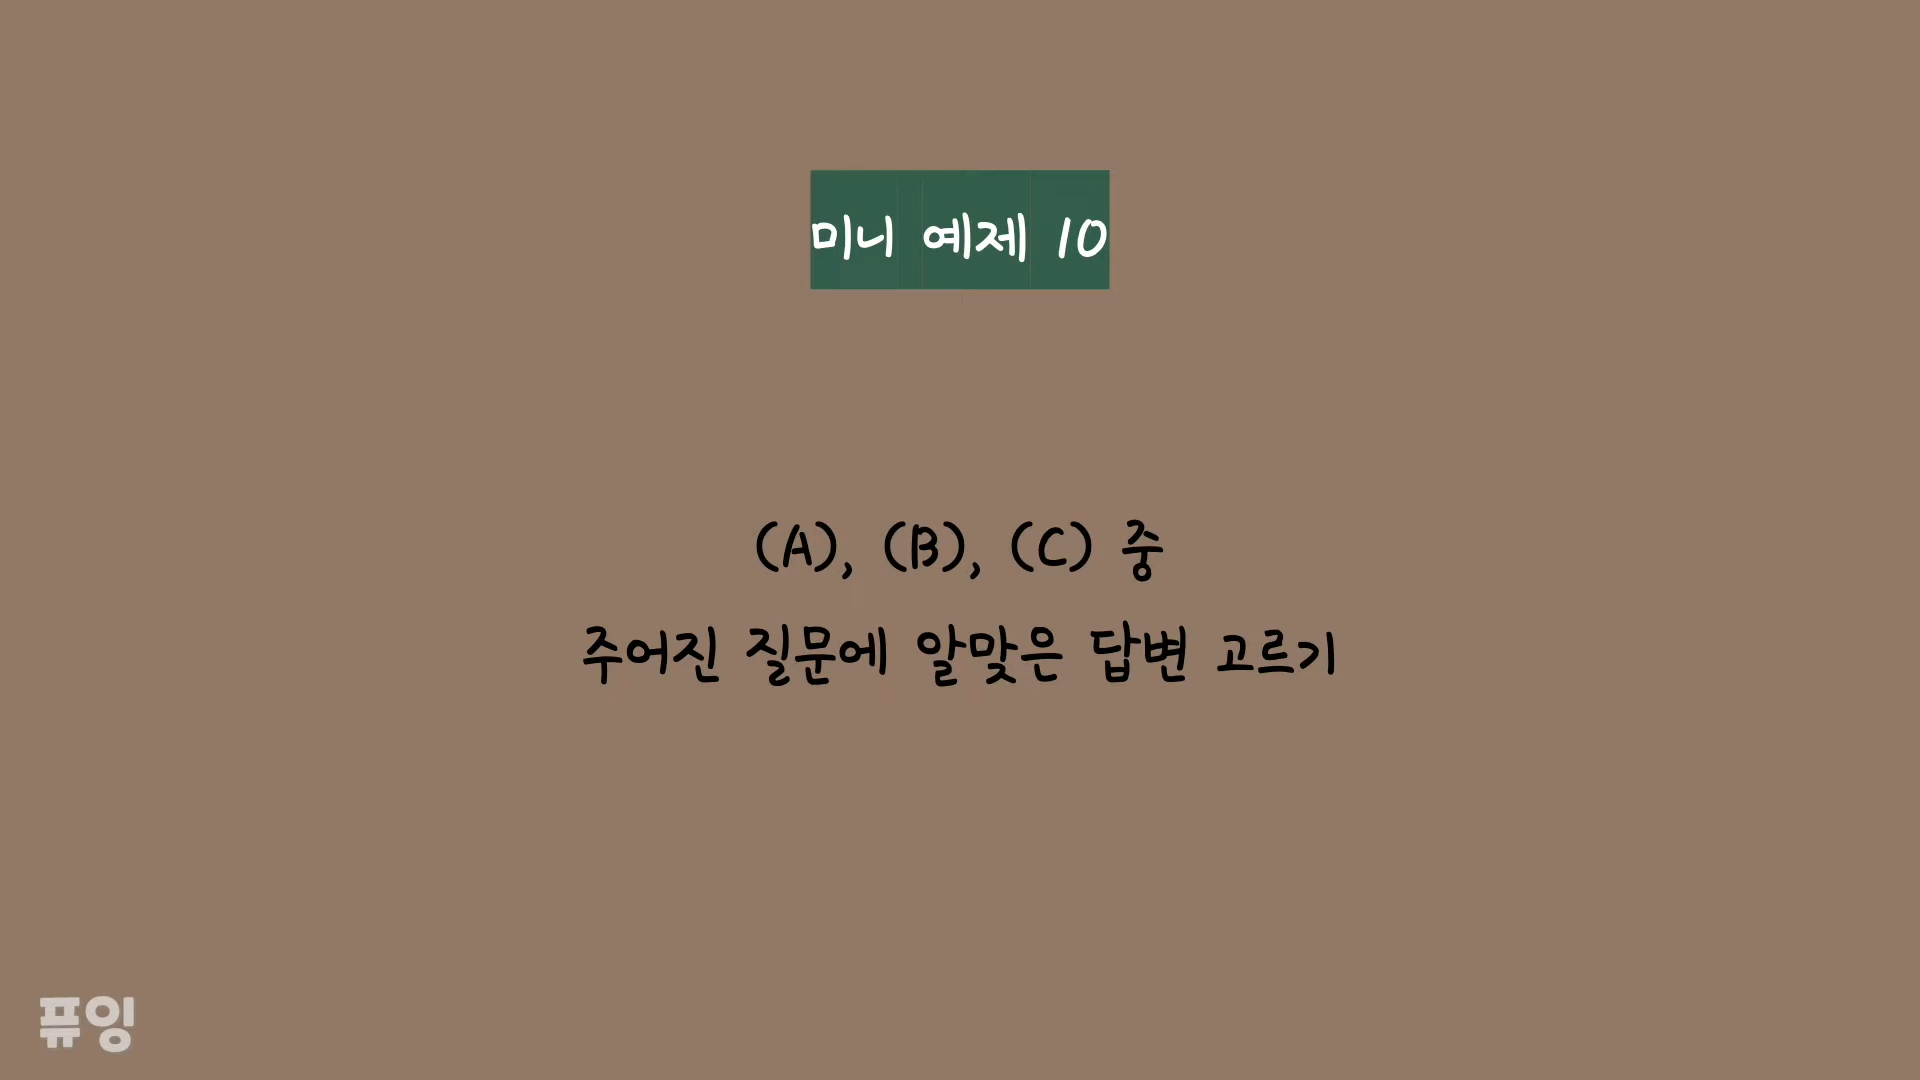 미니 예제 10
(A), (B), (C) 중
주어진 질문에 알맞은 답변 고르기
퓨잉